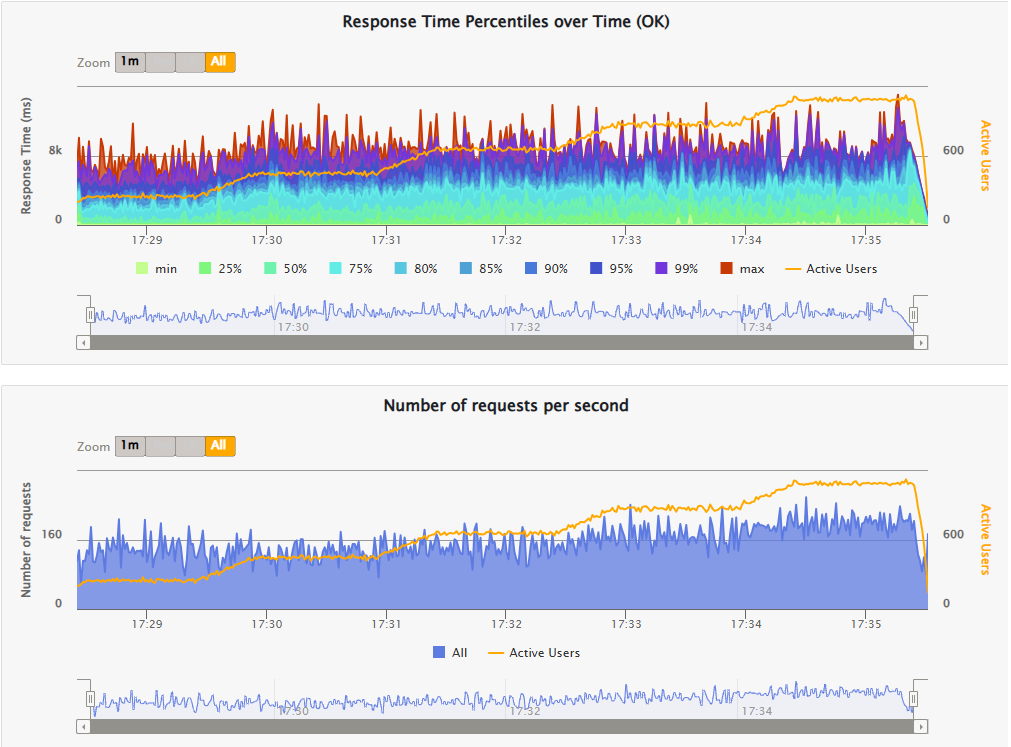 Response Time Percentiles over Time (OK)
Zoom 1m All
Response Time (ms)
8k
0
Active Users
600
0
17:29 17:30 17:31 17:32 17:33 17:34 17:35
min 25% 50% 75% 80% 85% 90% 95% 99% max Active Users
17:30 17:32 17:34
Number of requests per second
Zoom 1m All
Number of requests
160
0
Active Users
600
0
17:29 17:30 17:31 17:32 17:33 17:34 17:35
All Active Users
17:30 17:32 17:34